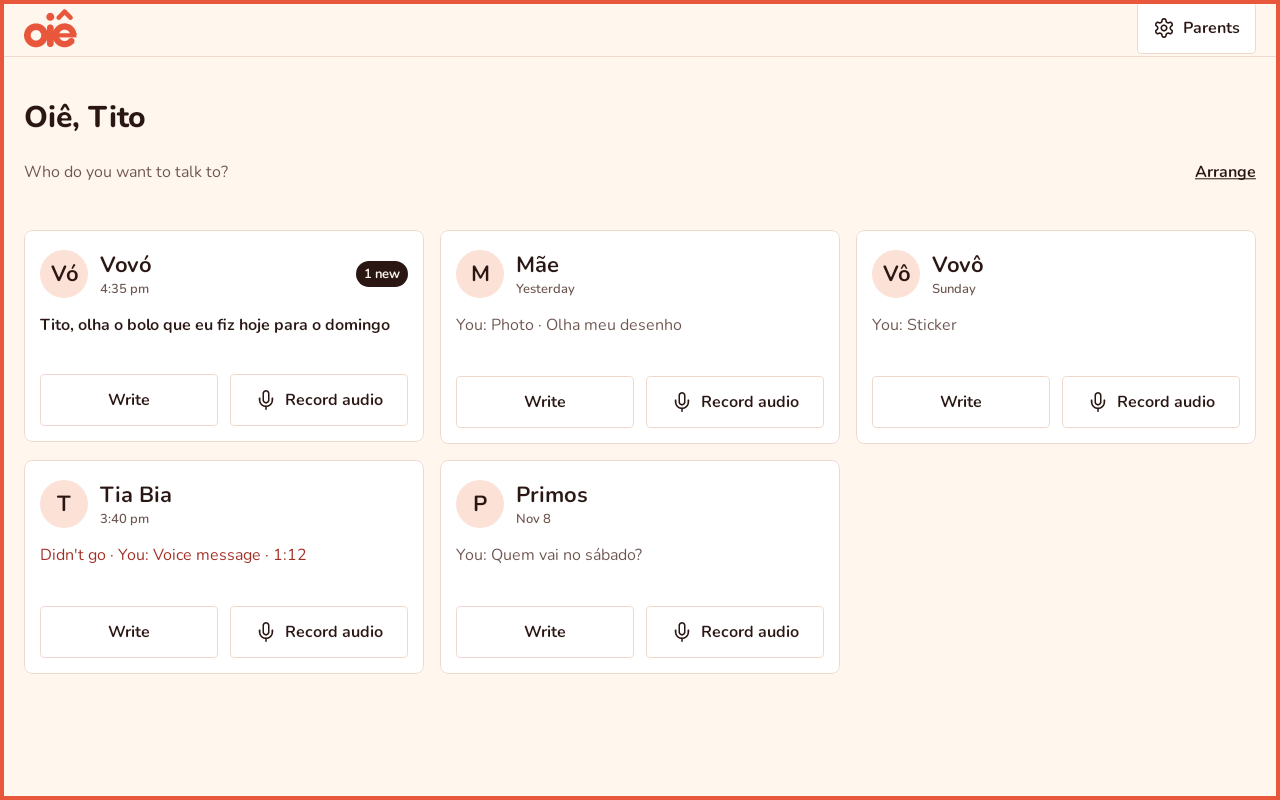 oiê
Parents
Oiê, Tito
Who do you want to talk to?
Arrange
Vó
Vovó
4:35 pm
1 new
Tito, olha o bolo que eu fiz hoje para o domingo
Write
Record audio
M
Mãe
Yesterday
You: Photo · Olha meu desenho
Write
Record audio
Vô
Vovô
Sunday
You: Sticker
Write
Record audio
T
Tia Bia
3:40 pm
Didn't go · You: Voice message · 1:12
Write
Record audio
P
Primos
Nov 8
You: Quem vai no sábado?
Write
Record audio